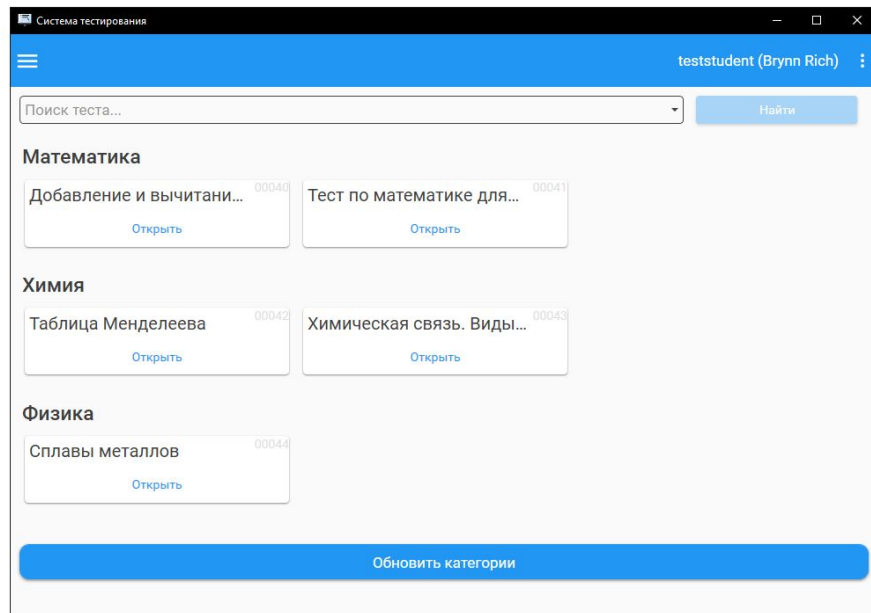 Система тестирования
teststudent (Brynn Rich)
Поиск теста...
Найти
Математика
Добавление и вычитани... 00040
Тест по математике для... 00041
Открыть
Открыть
Химия
Таблица Менделеева 00042
Химическая связь. Виды... 00043
Открыть
Открыть
Физика
Сплавы металлов 00044
Открыть
Обновить категории